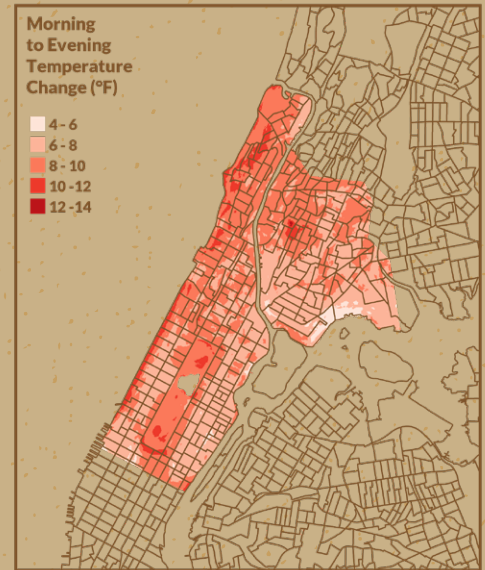 Morning
to Evening
Temperature
Change (°F)
4 - 6
6 - 8
8 - 10
10 -12
12 -14